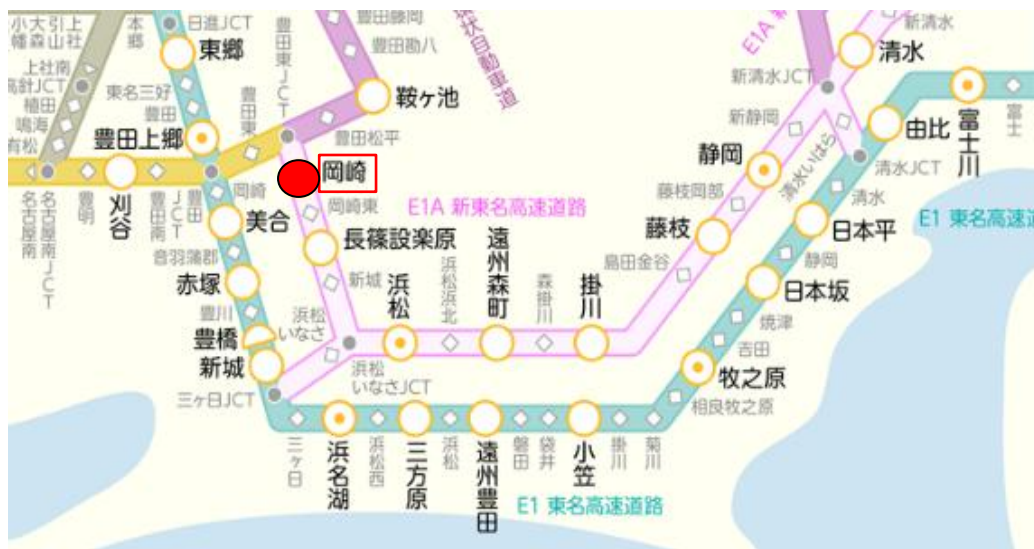 小幡
大森
引山
上社
本郷
日進JCT
東郷
豊田藤岡
豊田勘八
環状自動車道
豊田東JCT
上社南
高針JCT
植田
鳴海
有松
東名三好
豊田
豊田上郷
豊田東
鞍ケ池
豊田松平
岡崎
岡崎東
E1A 新東名高速道路
名古屋南
名古屋南JCT
豊明
刈谷
豊田南
豊田JCT
岡崎
美合
音羽蒲郡
赤塚
豊川
豊橋
新城
三ケ日JCT
長篠設楽原
新城
浜松いなさ
浜松
いなさJCT
浜松
浜松浜北
遠州森町
森掛川
掛川
島田金谷
藤枝
藤枝岡部
静岡
新静岡
新清水JCT
E1A 新
新清水
清水
清水いはら
清水JCT
由比
富士川
富士
清水
日本平
E1 東名高速道
静岡
日本坂
焼津
吉田
牧之原
相良牧之原
三ケ日
浜名湖
浜松西
三方原
浜松
遠州豊田
磐田
袋井
小笠
掛川
菊川
E1 東名高速道路